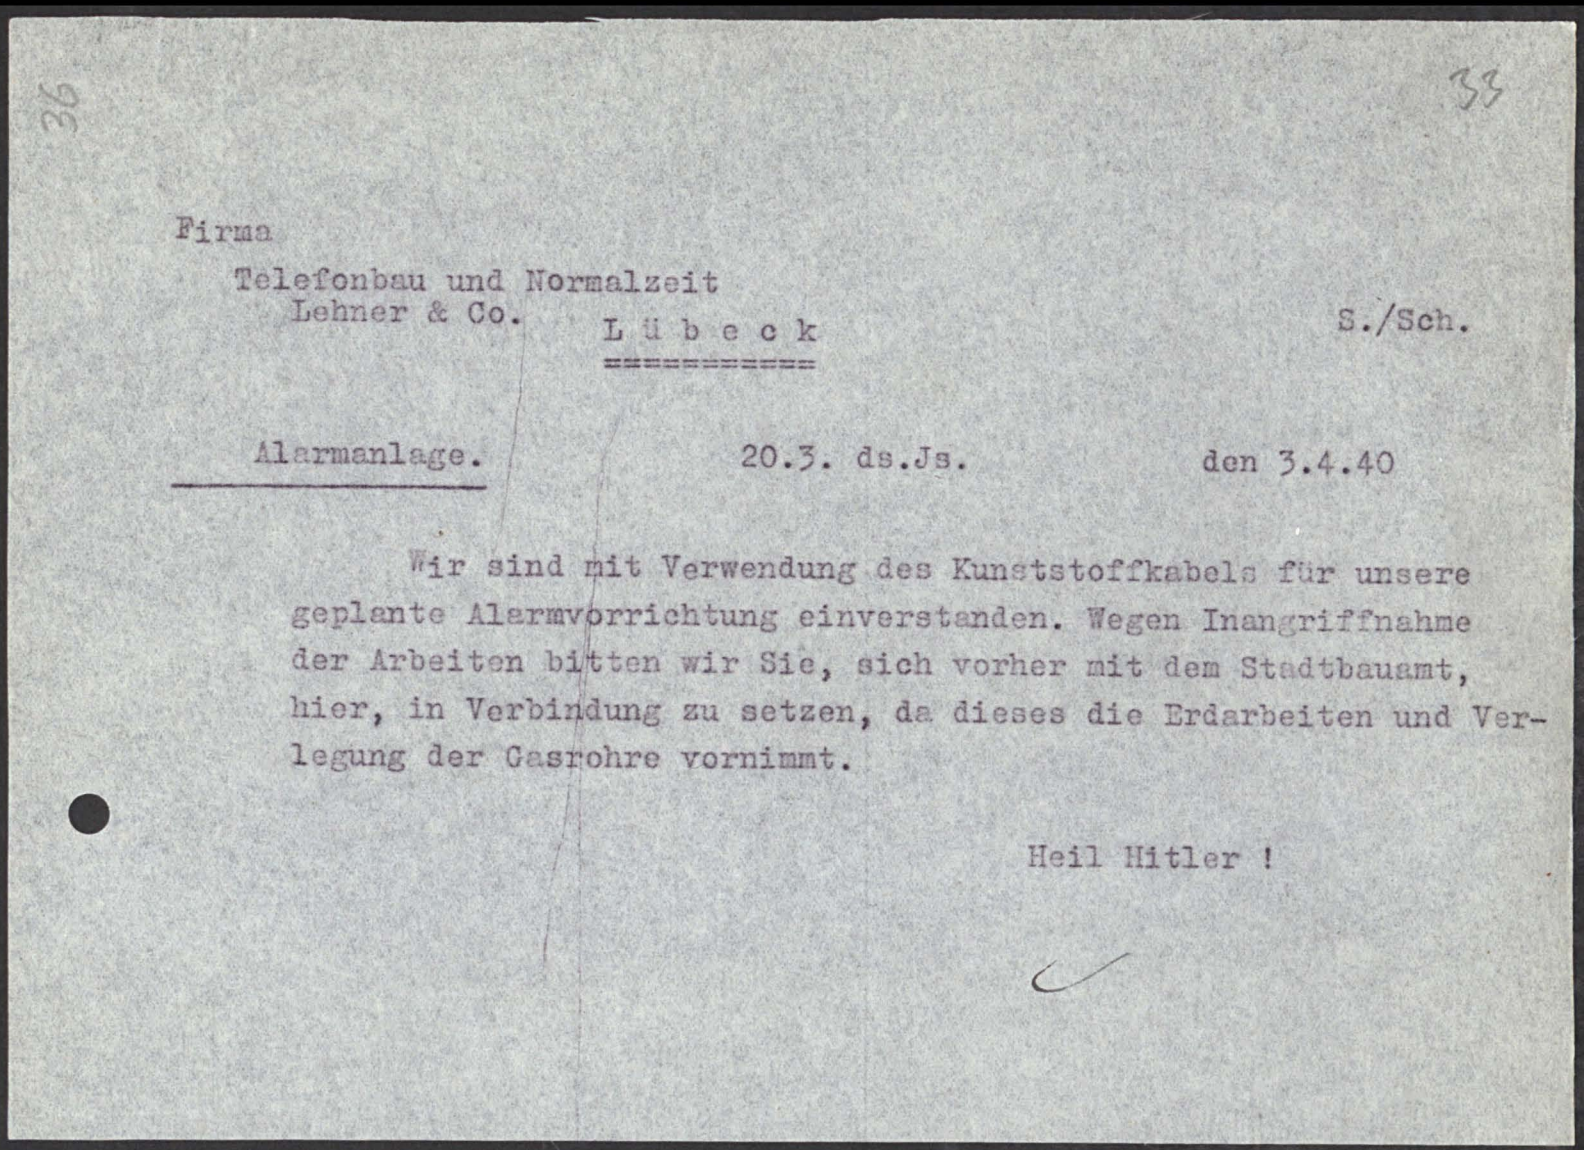 36
33
Firma
Telefonbau und Normalzeit
Lehner & Co.
L ü b e c k
===========
S./Sch.
Alarmanlage. 20.3. ds.Js. den 3.4.40
Wir sind mit Verwendung des Kunststoffkabels für unsere
geplante Alarmvorrichtung einverstanden. Wegen Inangriffnahme
der Arbeiten bitten wir Sie, sich vorher mit dem Stadtbauamt,
hier, in Verbindung zu setzen, da dieses die Erdarbeiten und Ver-
legung der Gasrohre vornimmt.
Heil Hitler !